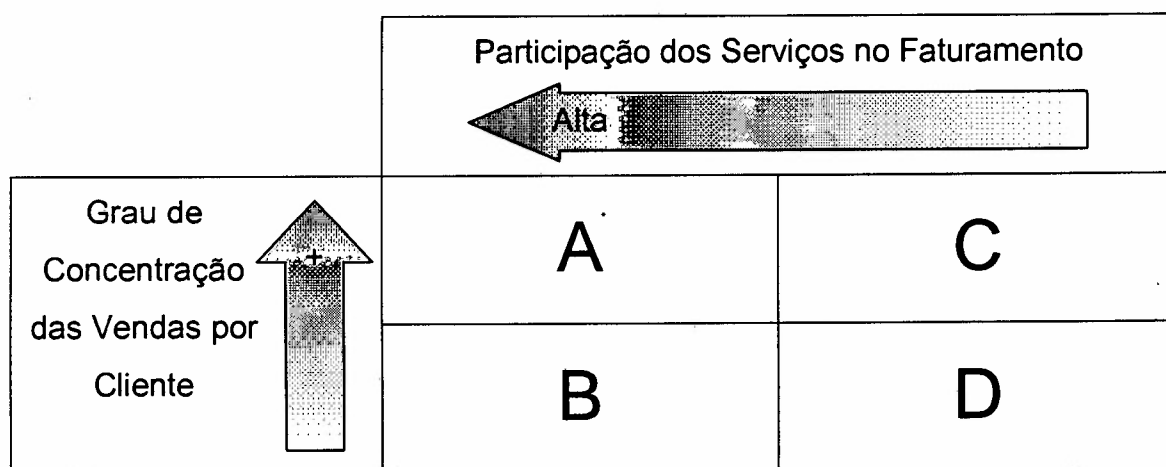 Participação dos Serviços no Faturamento
Alta
Grau de
Concentração
das Vendas por
Cliente
+
A
C
B
D